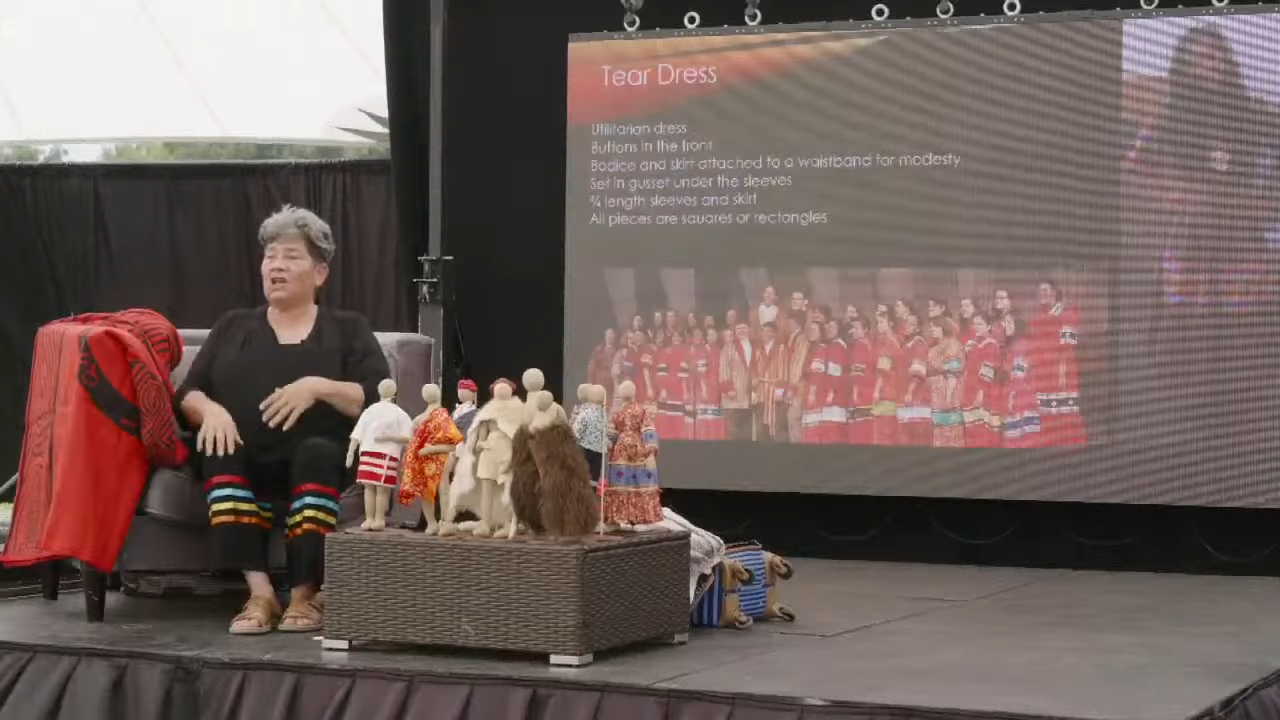 Tear Dress
Utilitarian dress
Buttons in the front
Bodice and skirt attached to a waistband for modesty
Set in gusset under the sleeves
¾ length sleeves and skirt
All pieces are squares or rectangles